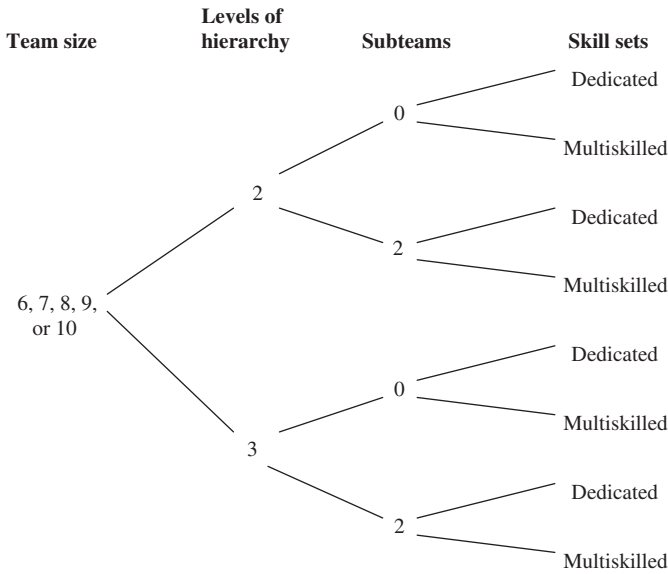 Team size
Levels of
hierarchy
Subteams
Skill sets
Dedicated
0
Multiskilled
2
Dedicated
2
Multiskilled
6, 7, 8, 9,
or 10
Dedicated
0
Multiskilled
3
Dedicated
2
Multiskilled